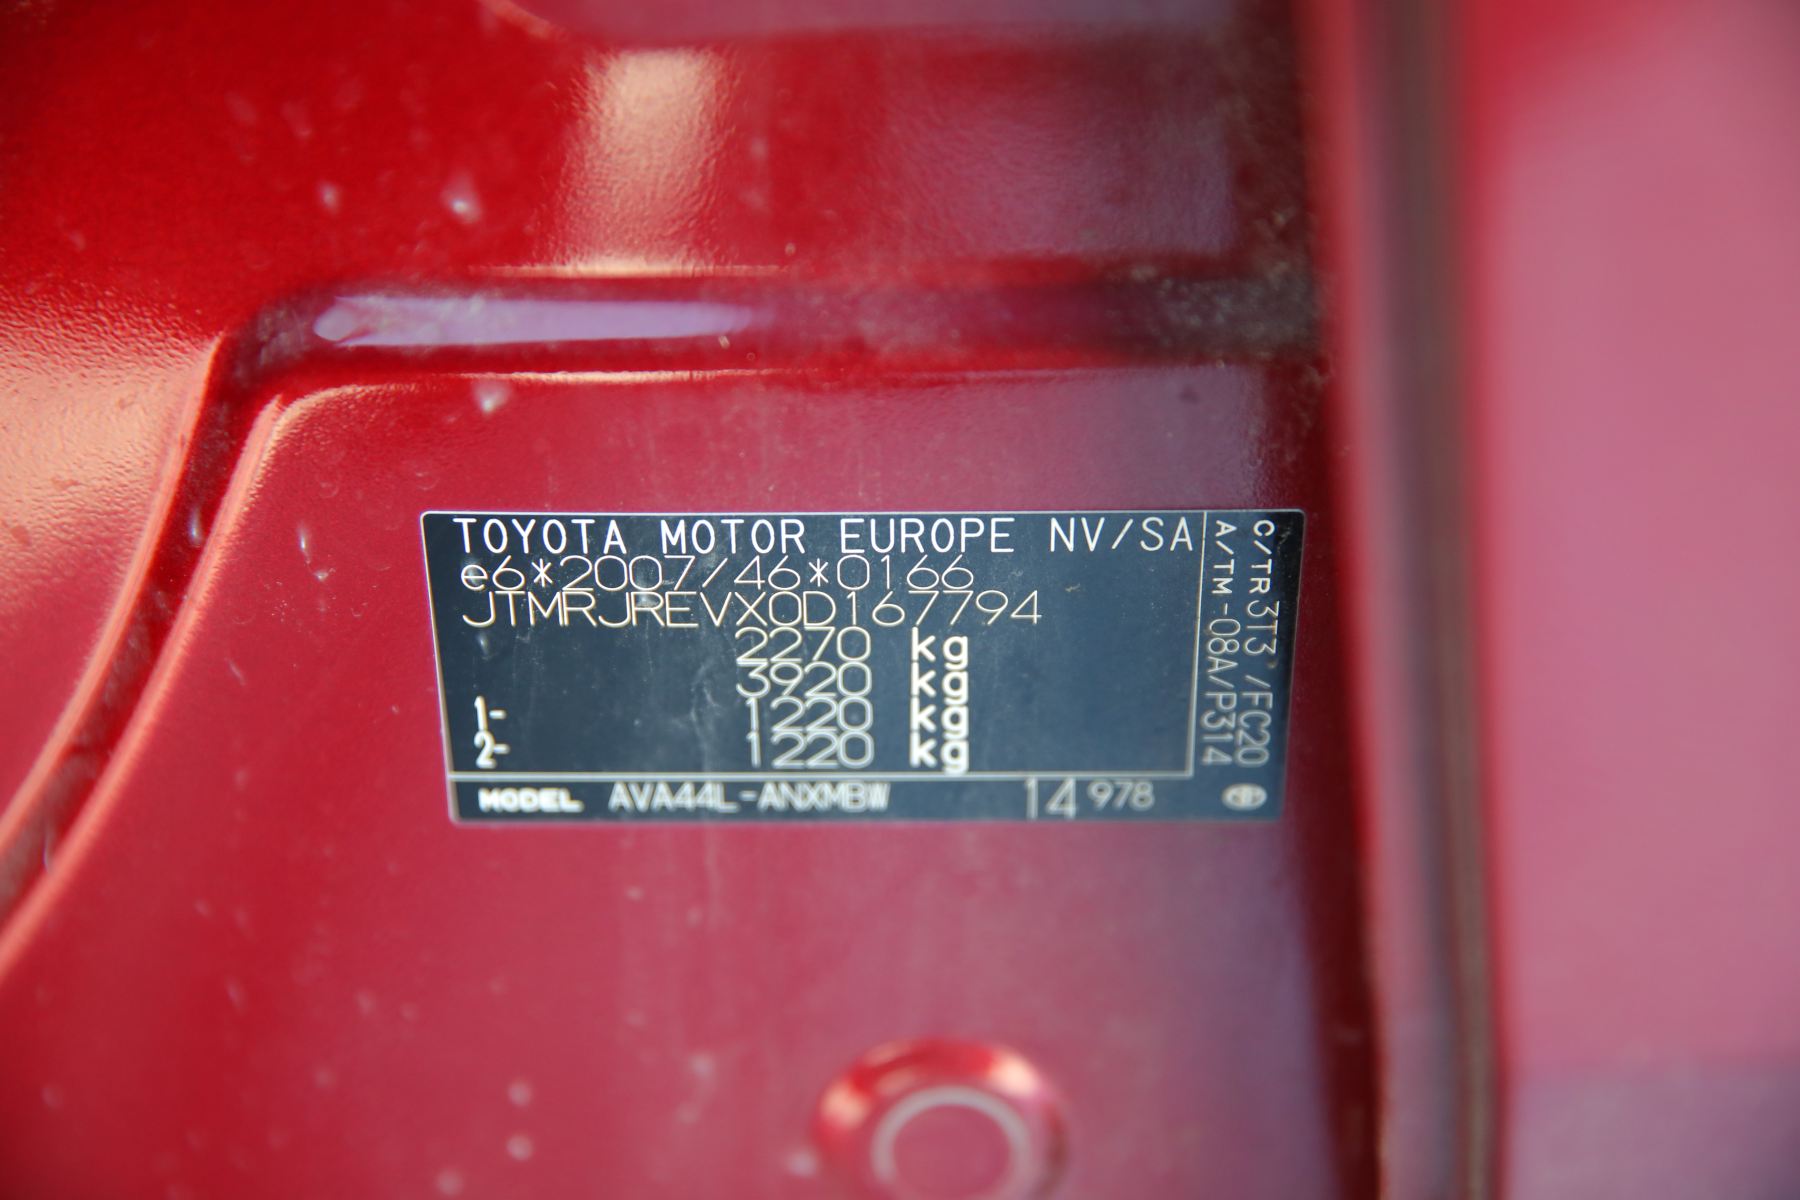 TOYOTA MOTOR EUROPE NV/SA
e6*2007/46*0166
JTMRJREVX0D167794
2270 kg
3920 kg
1- 1220 kg
2- 1220 kg
MODEL AVA44L-ANXMBW 14 978
C/TR 3T3 /FC20
A/TM-08A/P314